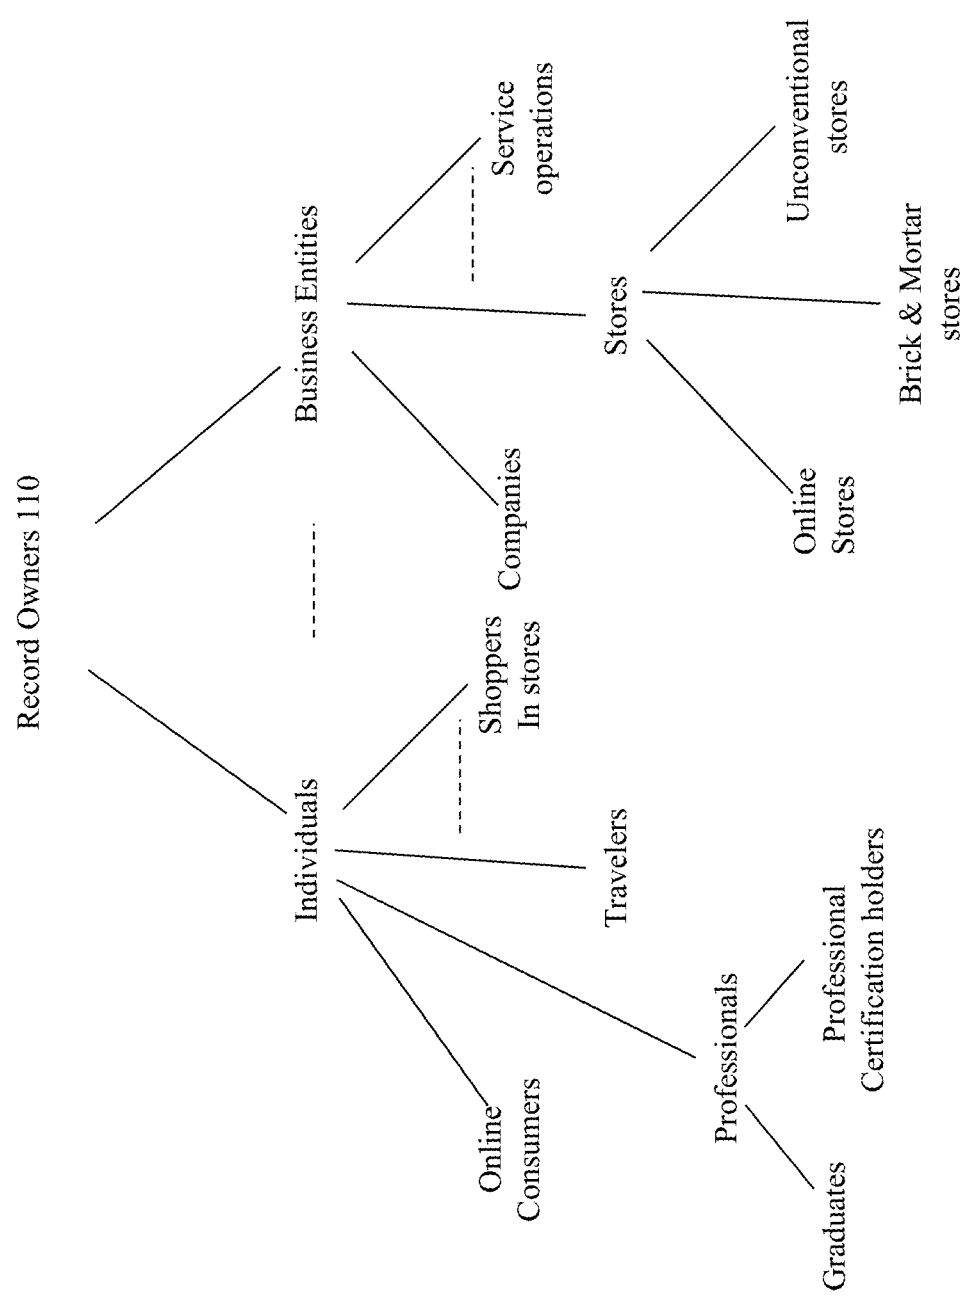 Record Owners 110
Individuals
Business Entities
Online
Consumers
Shoppers
In stores
Companies
Service
operations
Travelers
Stores
Professionals
Online
Stores
Unconventional
stores
Graduates
Professional
Certification holders
Brick & Mortar
stores